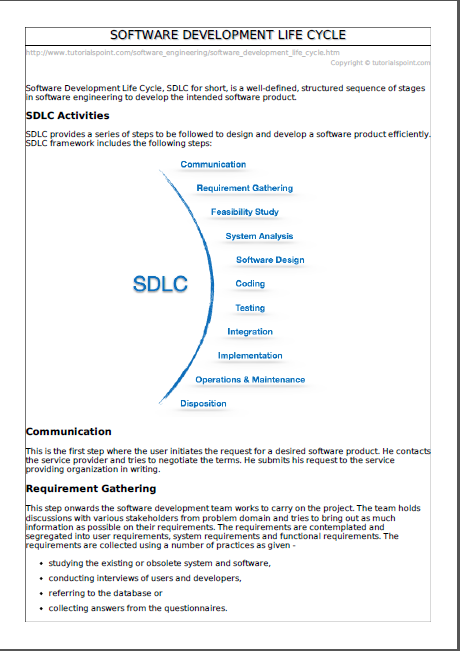 SOFTWARE DEVELOPMENT LIFE CYCLE
http://www.tutorialspoint.com/software_engineering/software_development_life_cycle.htm
Copyright © tutorialspoint.com
Software Development Life Cycle, SDLC for short, is a well-defined, structured sequence of stages
in software engineering to develop the intended software product.
SDLC Activities
SDLC provides a series of steps to be followed to design and develop a software product efficiently.
SDLC framework includes the following steps:
Communication
Requirement Gathering
Feasibility Study
System Analysis
Software Design
SDLC
Coding
Testing
Integration
Implementation
Operations & Maintenance
Disposition
Communication
This is the first step where the user initiates the request for a desired software product. He contacts
the service provider and tries to negotiate the terms. He submits his request to the service
providing organization in writing.
Requirement Gathering
This step onwards the software development team works to carry on the project. The team holds
discussions with various stakeholders from problem domain and tries to bring out as much
information as possible on their requirements. The requirements are contemplated and
segregated into user requirements, system requirements and functional requirements. The
requirements are collected using a number of practices as given -
• studying the existing or obsolete system and software,
• conducting interviews of users and developers,
• referring to the database or
• collecting answers from the questionnaires.